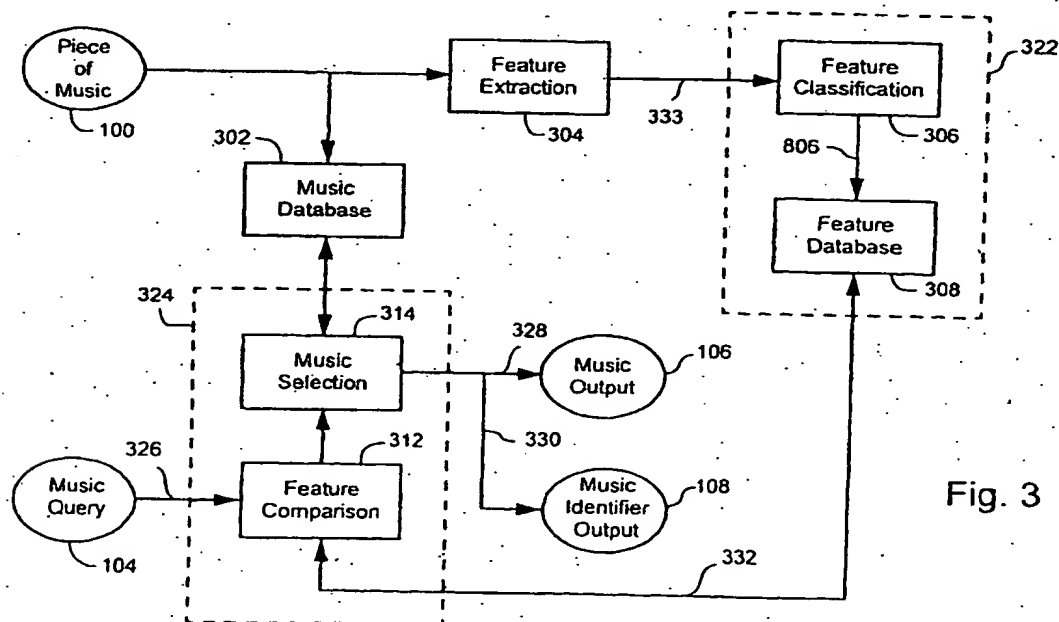 Piece
of
Music
100
Feature
Extraction
304
333
Feature
Classification
306
322
302
Music
Database
806
Feature
Database
308
324
314
Music
Selection
328
Music
Output
106
330
326
312
Music
Query
104
Feature
Comparison
Music
Identifier
Output
108
332
Fig. 3